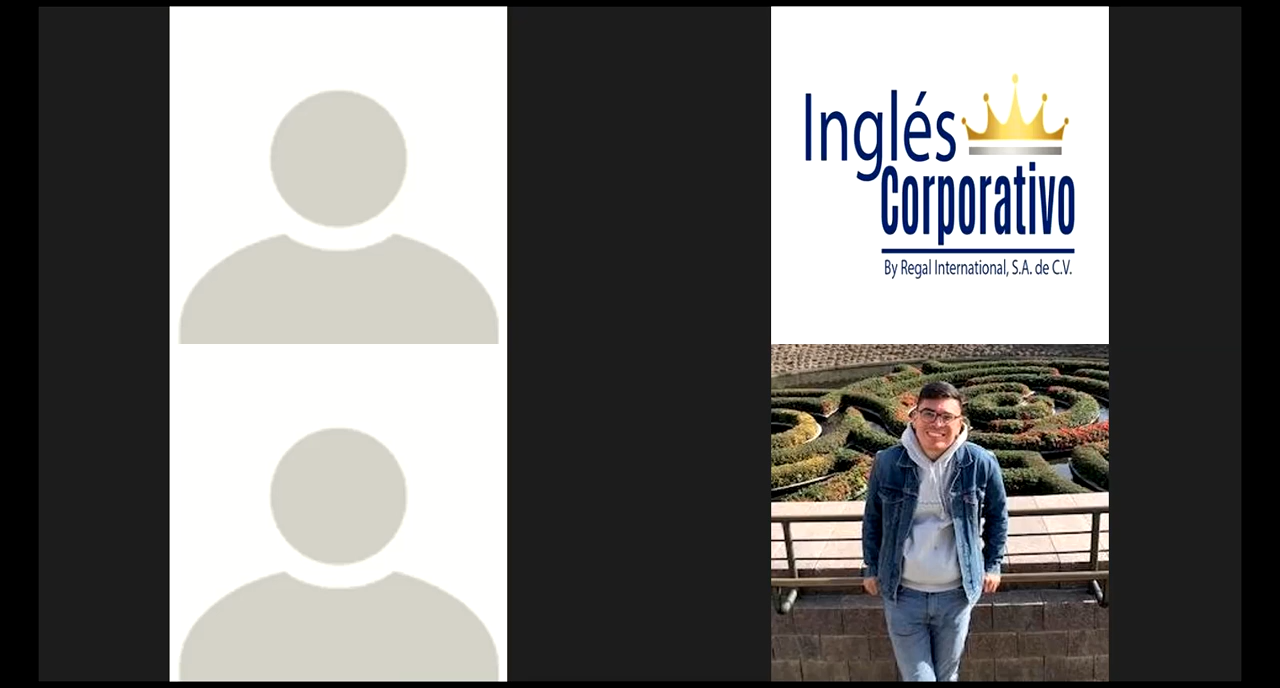 Inglés
Corporativo
By Regal International, S.A. de C.V.